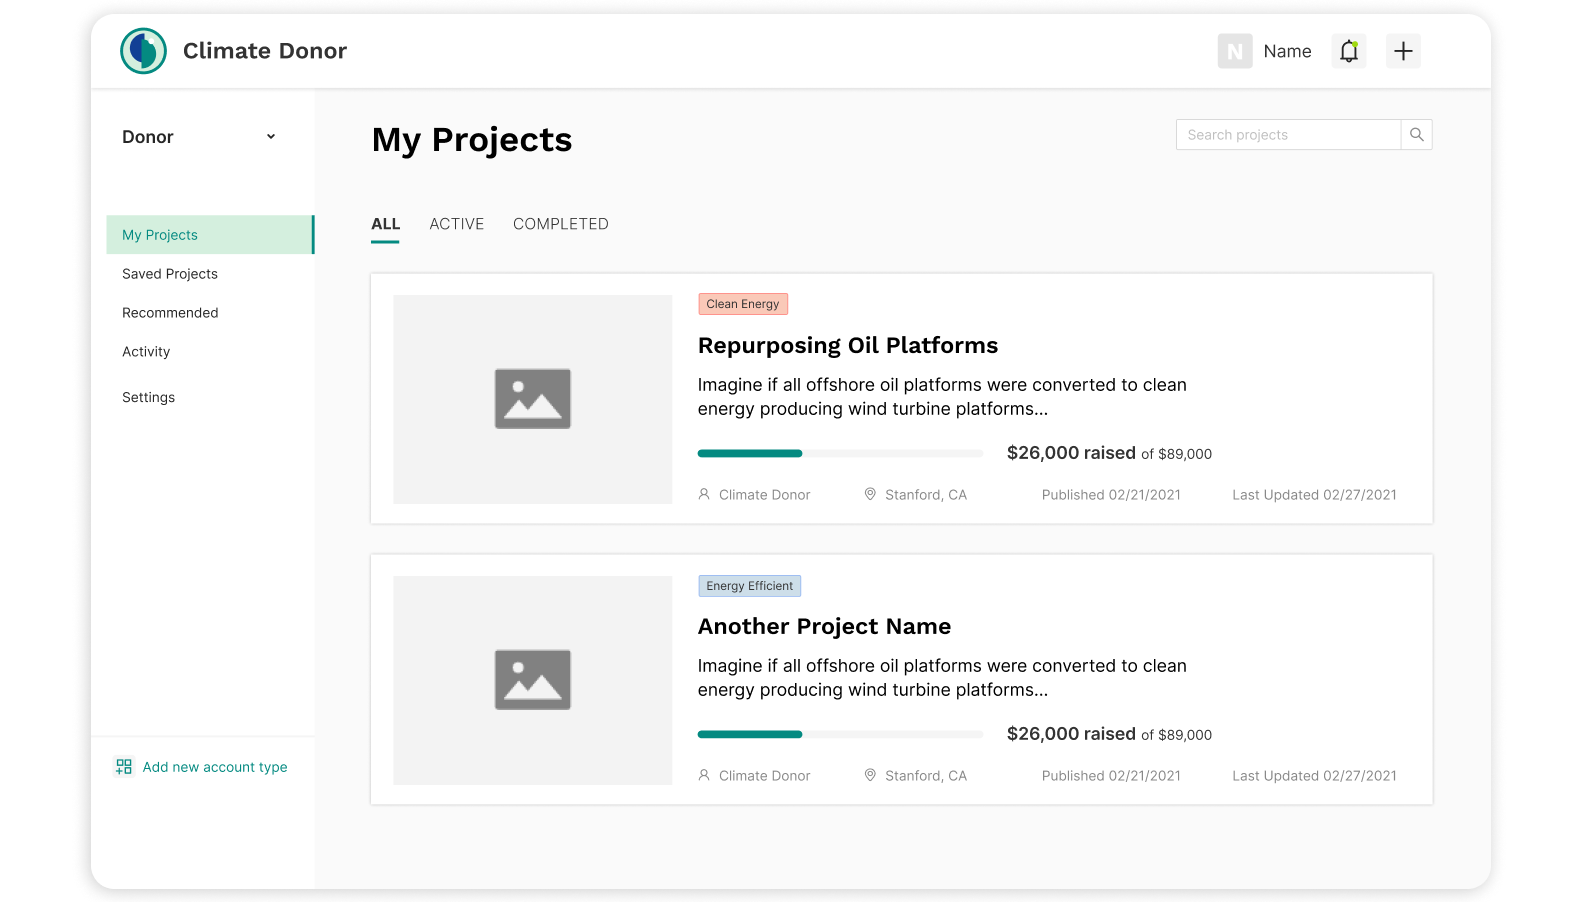 Climate Donor
N Name
Donor
My Projects
Saved Projects
Recommended
Activity
Settings
Add new account type
My Projects
Search projects
ALL ACTIVE COMPLETED
Clean Energy
Repurposing Oil Platforms
Imagine if all offshore oil platforms were converted to clean
energy producing wind turbine platforms...
$26,000 raised of $89,000
Climate Donor Stanford, CA Published 02/21/2021 Last Updated 02/27/2021
Energy Efficient
Another Project Name
Imagine if all offshore oil platforms were converted to clean
energy producing wind turbine platforms...
$26,000 raised of $89,000
Climate Donor Stanford, CA Published 02/21/2021 Last Updated 02/27/2021